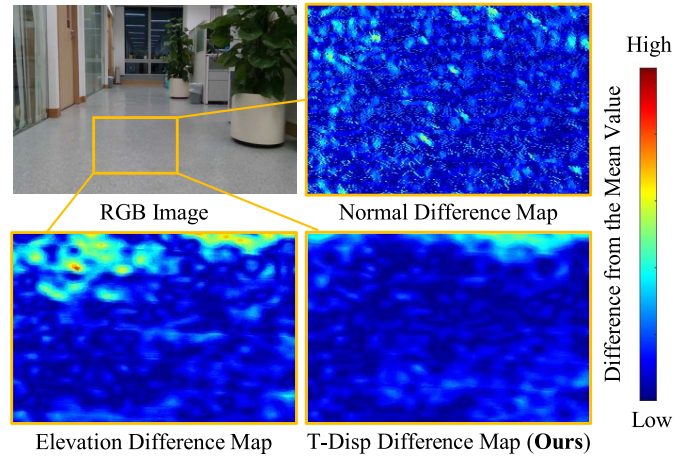 High
Difference from the Mean Value
Low
RGB Image
Normal Difference Map
Elevation Difference Map
T-Disp Difference Map (Ours)